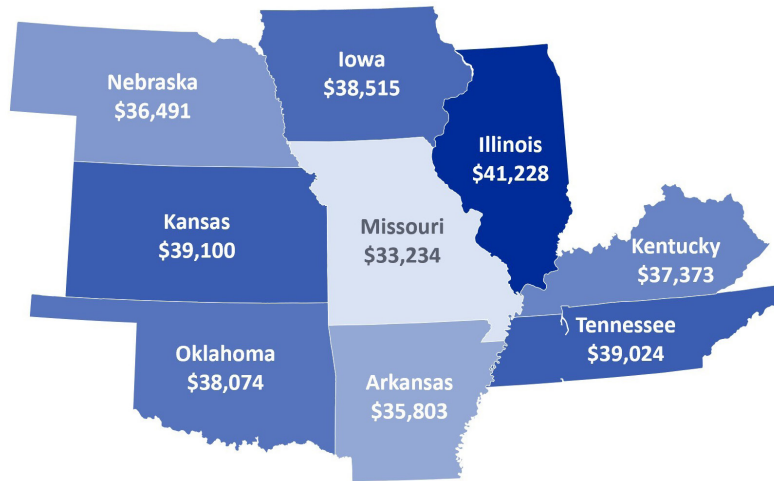 Iowa
$38,515
Nebraska
$36,491
Illinois
$41,228
Kansas
$39,100
Missouri
$33,234
Kentucky
$37,373
Tennessee
$39,024
Oklahoma
$38,074
Arkansas
$35,803